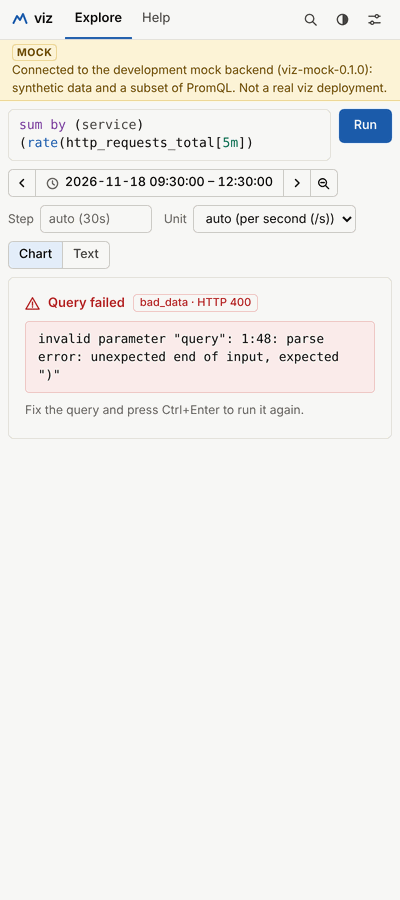 viz Explore Help
MOCK
Connected to the development mock backend (viz-mock-0.1.0):
synthetic data and a subset of PromQL. Not a real viz deployment.
sum by (service)
(rate(http_requests_total[5m])
Run
2026-11-18 09:30:00 – 12:30:00
Step auto (30s) Unit auto (per second (/s))
Chart Text
Query failed bad_data · HTTP 400
invalid parameter "query": 1:48: parse
error: unexpected end of input, expected
")"
Fix the query and press Ctrl+Enter to run it again.